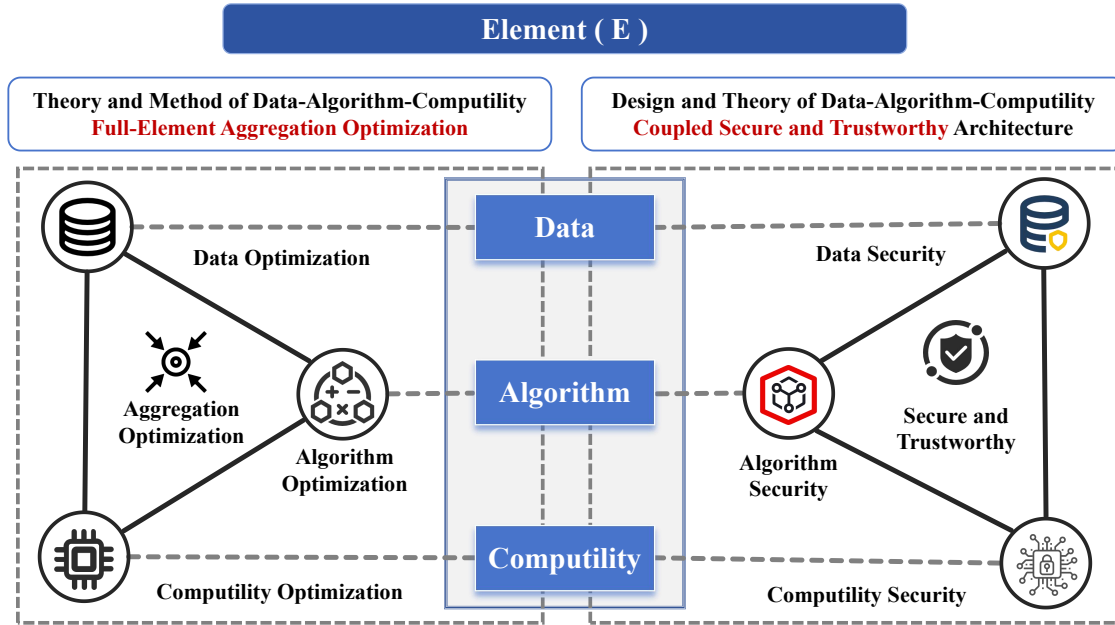 Element ( E )
Theory and Method of Data-Algorithm-Computility
Full-Element Aggregation Optimization
Design and Theory of Data-Algorithm-Computility
Coupled Secure and Trustworthy Architecture
Data
Data Optimization
Data Security
Aggregation
Optimization
Algorithm
Optimization
Algorithm
Algorithm
Security
Secure and
Trustworthy
Computility
Computility Optimization
Computility Security